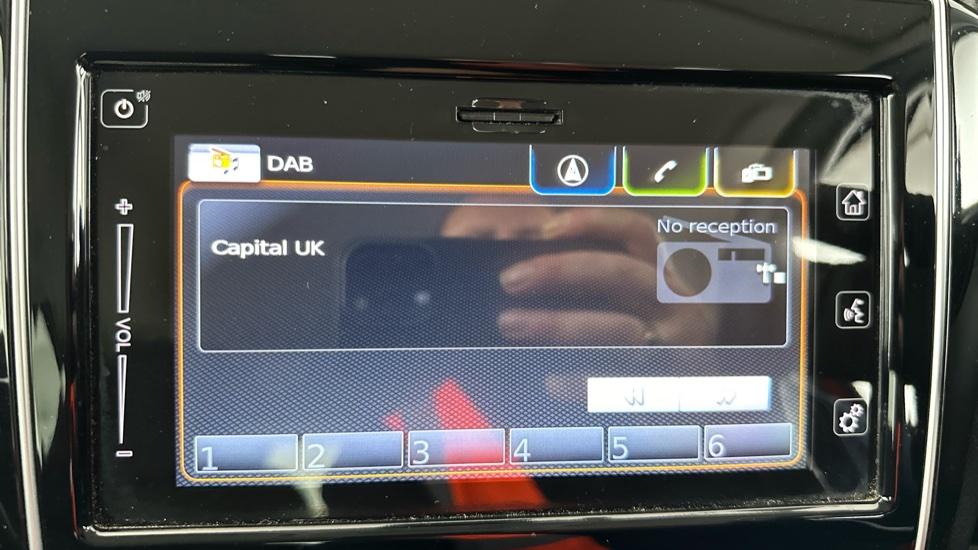 DAB
No reception
Capital UK
+
VOL
-
1 2 3 4 5 6